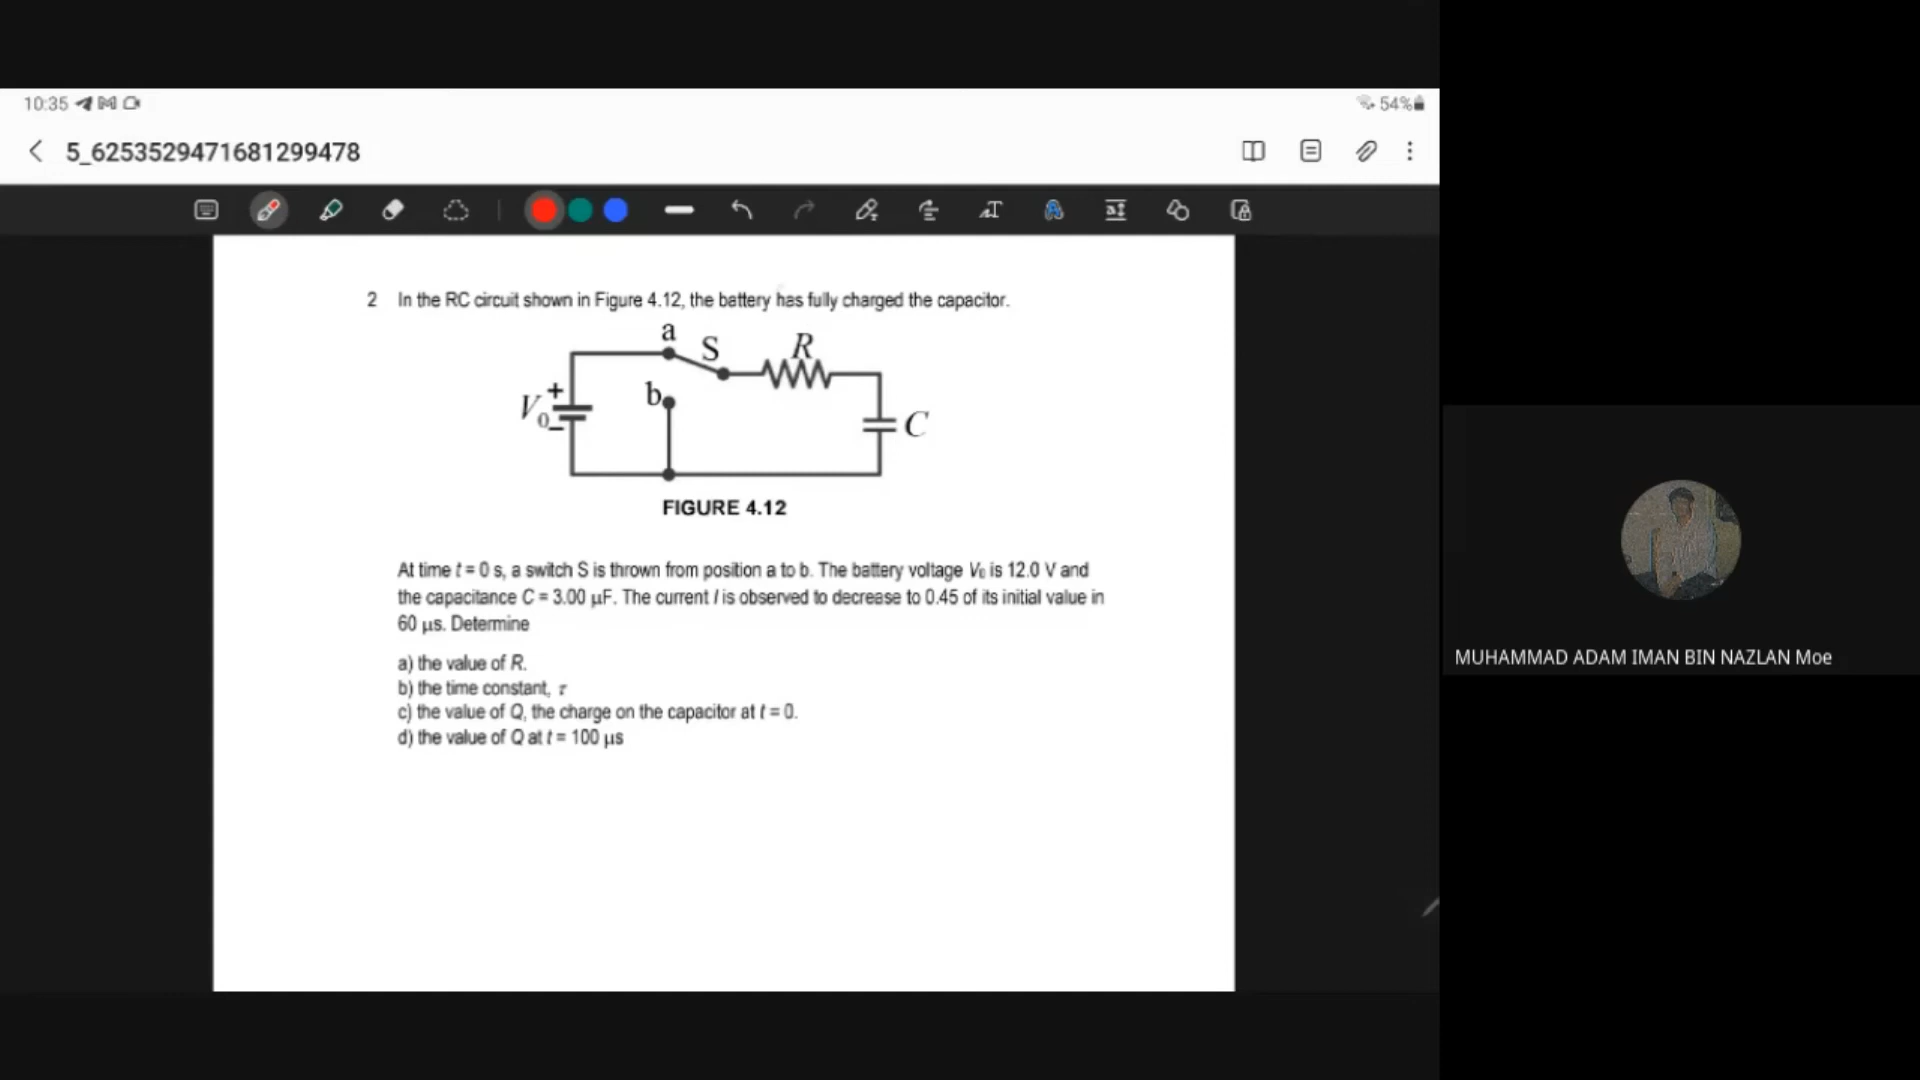 10:35
54%
5_6253529471681299478
2 In the RC circuit shown in Figure 4.12, the battery has fully charged the capacitor.
a
S
R
b
V0
+
−
C
FIGURE 4.12
At time t = 0 s, a switch S is thrown from position a to b. The battery voltage V0 is 12.0 V and
the capacitance C = 3.00 μF. The current I is observed to decrease to 0.45 of its initial value in
60 μs. Determine
a) the value of R.
b) the time constant, τ
c) the value of Q, the charge on the capacitor at t = 0.
d) the value of Q at t = 100 μs
MUHAMMAD ADAM IMAN BIN NAZLAN Moe